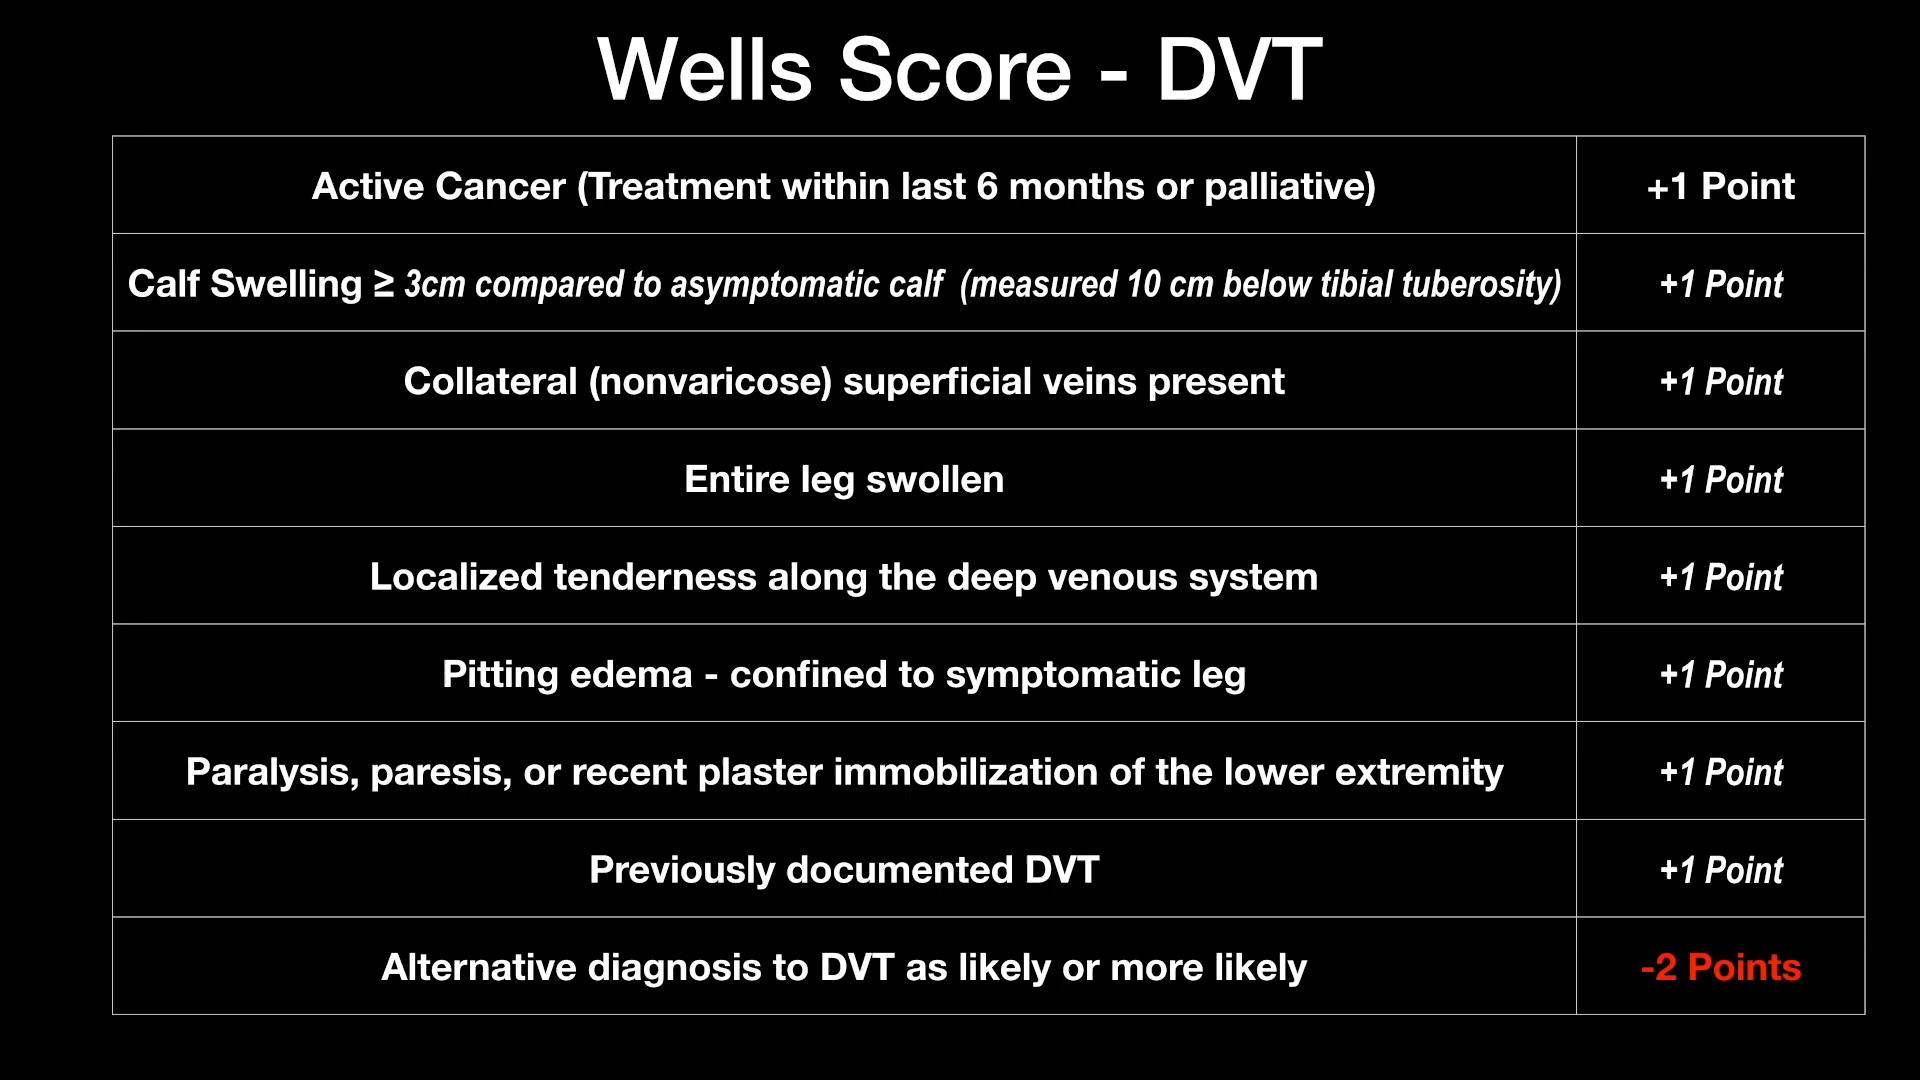 Wells Score - DVT
Active Cancer (Treatment within last 6 months or palliative) +1 Point
Calf Swelling ≥ 3cm compared to asymptomatic calf (measured 10 cm below tibial tuberosity) +1 Point
Collateral (nonvaricose) superficial veins present +1 Point
Entire leg swollen +1 Point
Localized tenderness along the deep venous system +1 Point
Pitting edema - confined to symptomatic leg +1 Point
Paralysis, paresis, or recent plaster immobilization of the lower extremity +1 Point
Previously documented DVT +1 Point
Alternative diagnosis to DVT as likely or more likely -2 Points